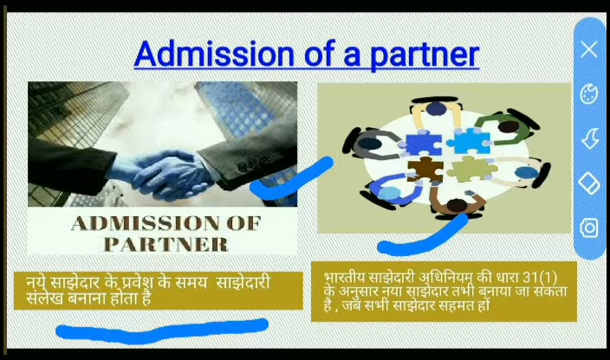 Admission of a partner
ADMISSION OF
PARTNER
नये साझेदार के प्रवेश के समय साझेदारी
संलेख बनाना होता है
भारतीय साझेदारी अधिनियम की धारा 31(1)
के अनुसार नया साझेदार तभी बनाया जा सकता
है , जब सभी साझेदार सहमत हों